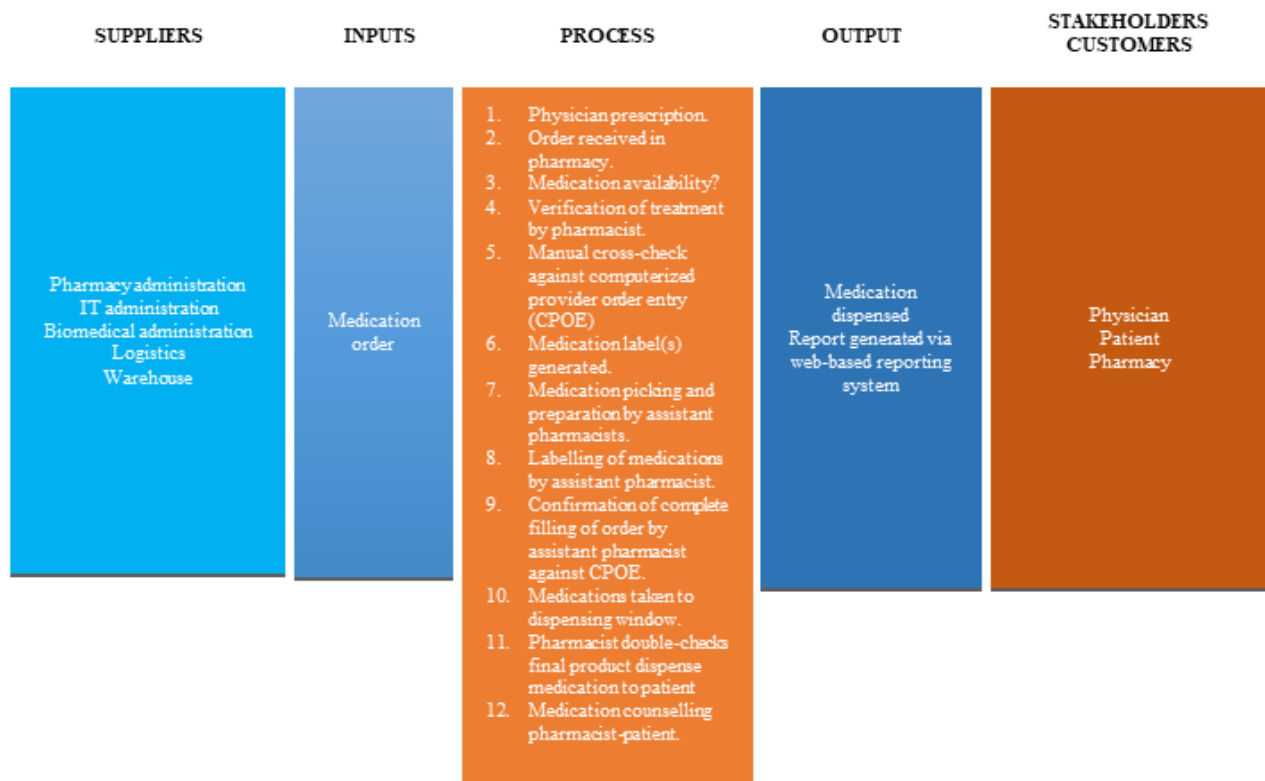 SUPPLIERS
INPUTS
PROCESS
OUTPUT
STAKEHOLDERS
CUSTOMERS
Pharmacy administration
IT administration
Biomedical administration
Logistics
Warehouse
Medication
order
1. Physician prescription.
2. Order received in
pharmacy.
3. Medication availability?
4. Verification of treatment
by pharmacist.
5. Manual cross-check
against computerized
provider order entry
(CPOE)
6. Medication label(s)
generated.
7. Medication picking and
preparation by assistant
pharmacists.
8. Labelling of medications
by assistant pharmacist.
9. Confirmation of complete
filling of order by
assistant pharmacist
against CPOE.
10. Medications taken to
dispensing window.
11. Pharmacist double-checks
final product dispense
medication to patient
12. Medication counselling
pharmacist-patient.
Medication
dispensed
Report generated via
web-based reporting
system
Physician
Patient
Pharmacy